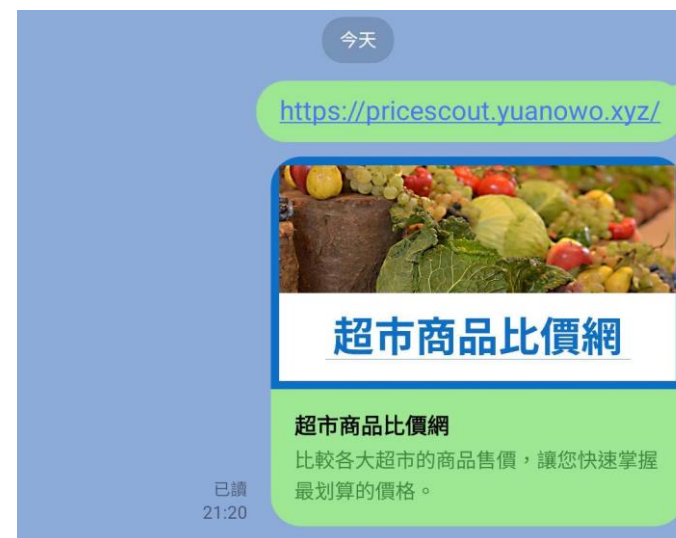 今天
https://pricescout.yuanowo.xyz/
超市商品比價網
超市商品比價網
比較各大超市的商品售價，讓您快速掌握
最划算的價格。
已讀
21:20